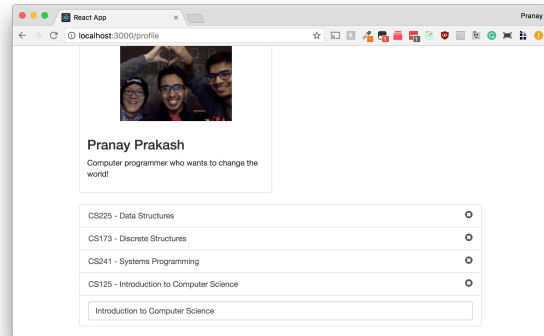 React App
Pranay
localhost:3000/profile
Pranay Prakash
Computer programmer who wants to change the
world!
CS225 - Data Structures
CS173 - Discrete Structures
CS241 - Systems Programming
CS125 - Introduction to Computer Science
Introduction to Computer Science